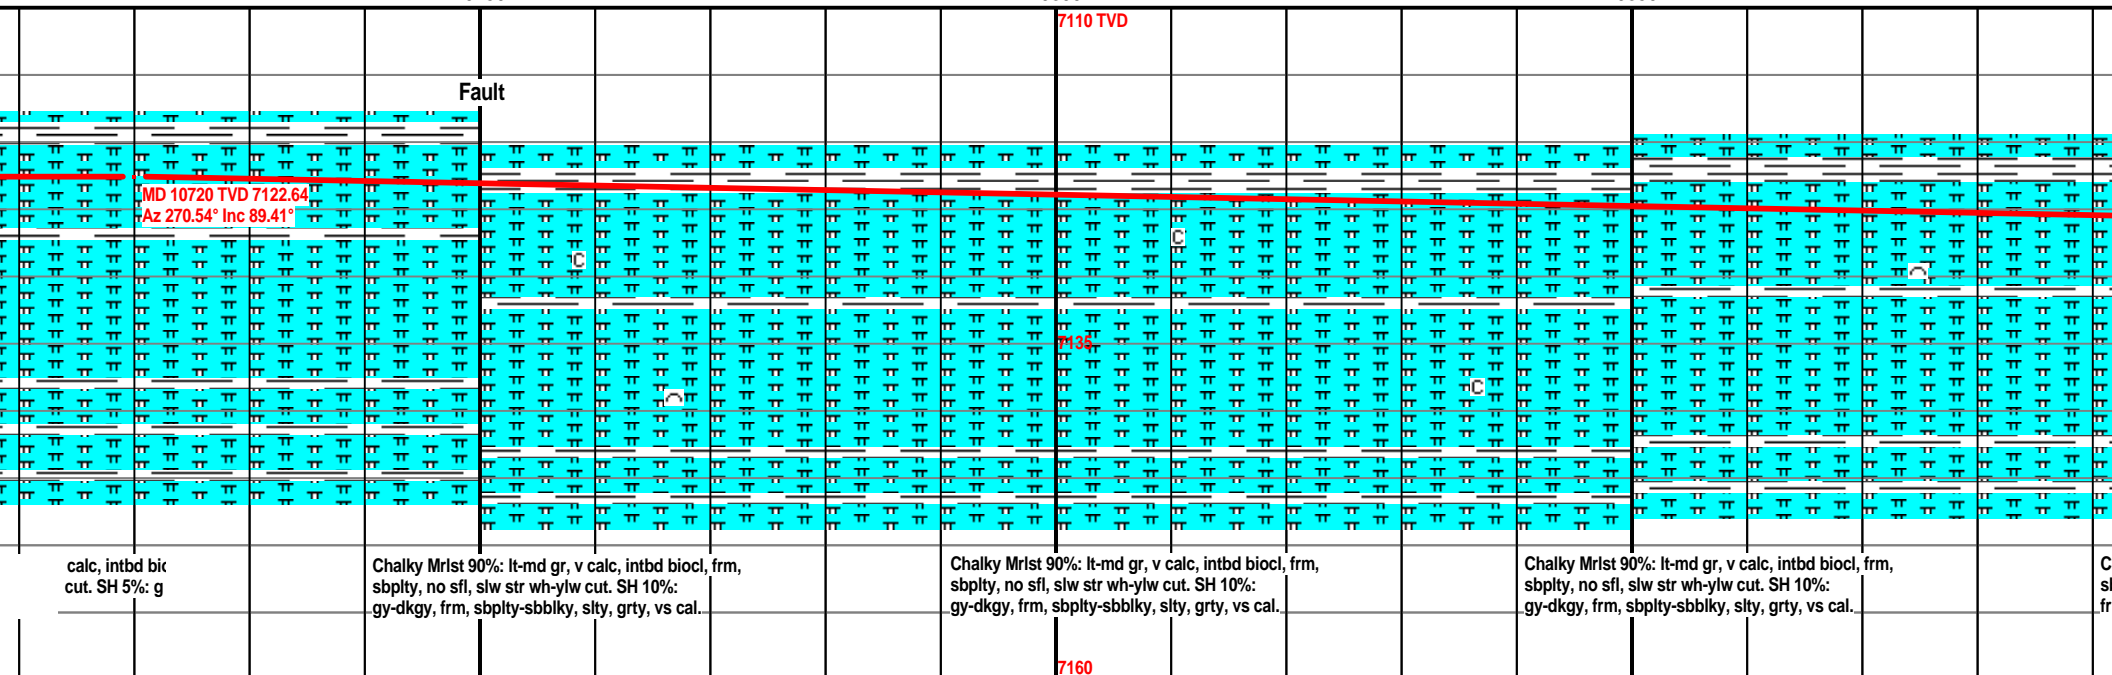 7110 TVD
Fault
MD 10720 TVD 7122.64
Az 270.54° Inc 89.41°
C
C
7135
C
calc, intbd bio
cut. SH 5%: g
Chalky Mrlst 90%: lt-md gr, v calc, intbd biocl, frm,
sbplty, no sfl, slw str wh-ylw cut. SH 10%:
gy-dkgy, frm, sbplty-sbblky, slty, grty, vs cal.
Chalky Mrlst 90%: lt-md gr, v calc, intbd biocl, frm,
sbplty, no sfl, slw str wh-ylw cut. SH 10%:
gy-dkgy, frm, sbplty-sbblky, slty, grty, vs cal.
Chalky Mrlst 90%: lt-md gr, v calc, intbd biocl, frm,
sbplty, no sfl, slw str wh-ylw cut. SH 10%:
gy-dkgy, frm, sbplty-sbblky, slty, grty, vs cal.
C
fr
7160